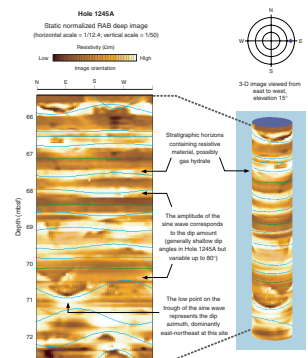 Hole 1245A
Static normalized RAB deep image
(horizontal scale = 1/12.4; vertical scale = 1/50)
Resistivity (Ωm)
Low High
Image orientation
N E S W
N
W E
S
3-D image viewed from
east to west,
elevation 15°
66
67
68
69
70
71
72
Depth (mbsf)
Stratigraphic horizons
containing resistive
material, possibly
gas hydrate
The amplitude of the
sine wave corresponds
to the dip amount
(generally shallow dip
angles in Hole 1245A but
variable up to 80°)
The low point on the
trough of the sine wave
represents the dip
azimuth, dominantly
east-northeast at this site